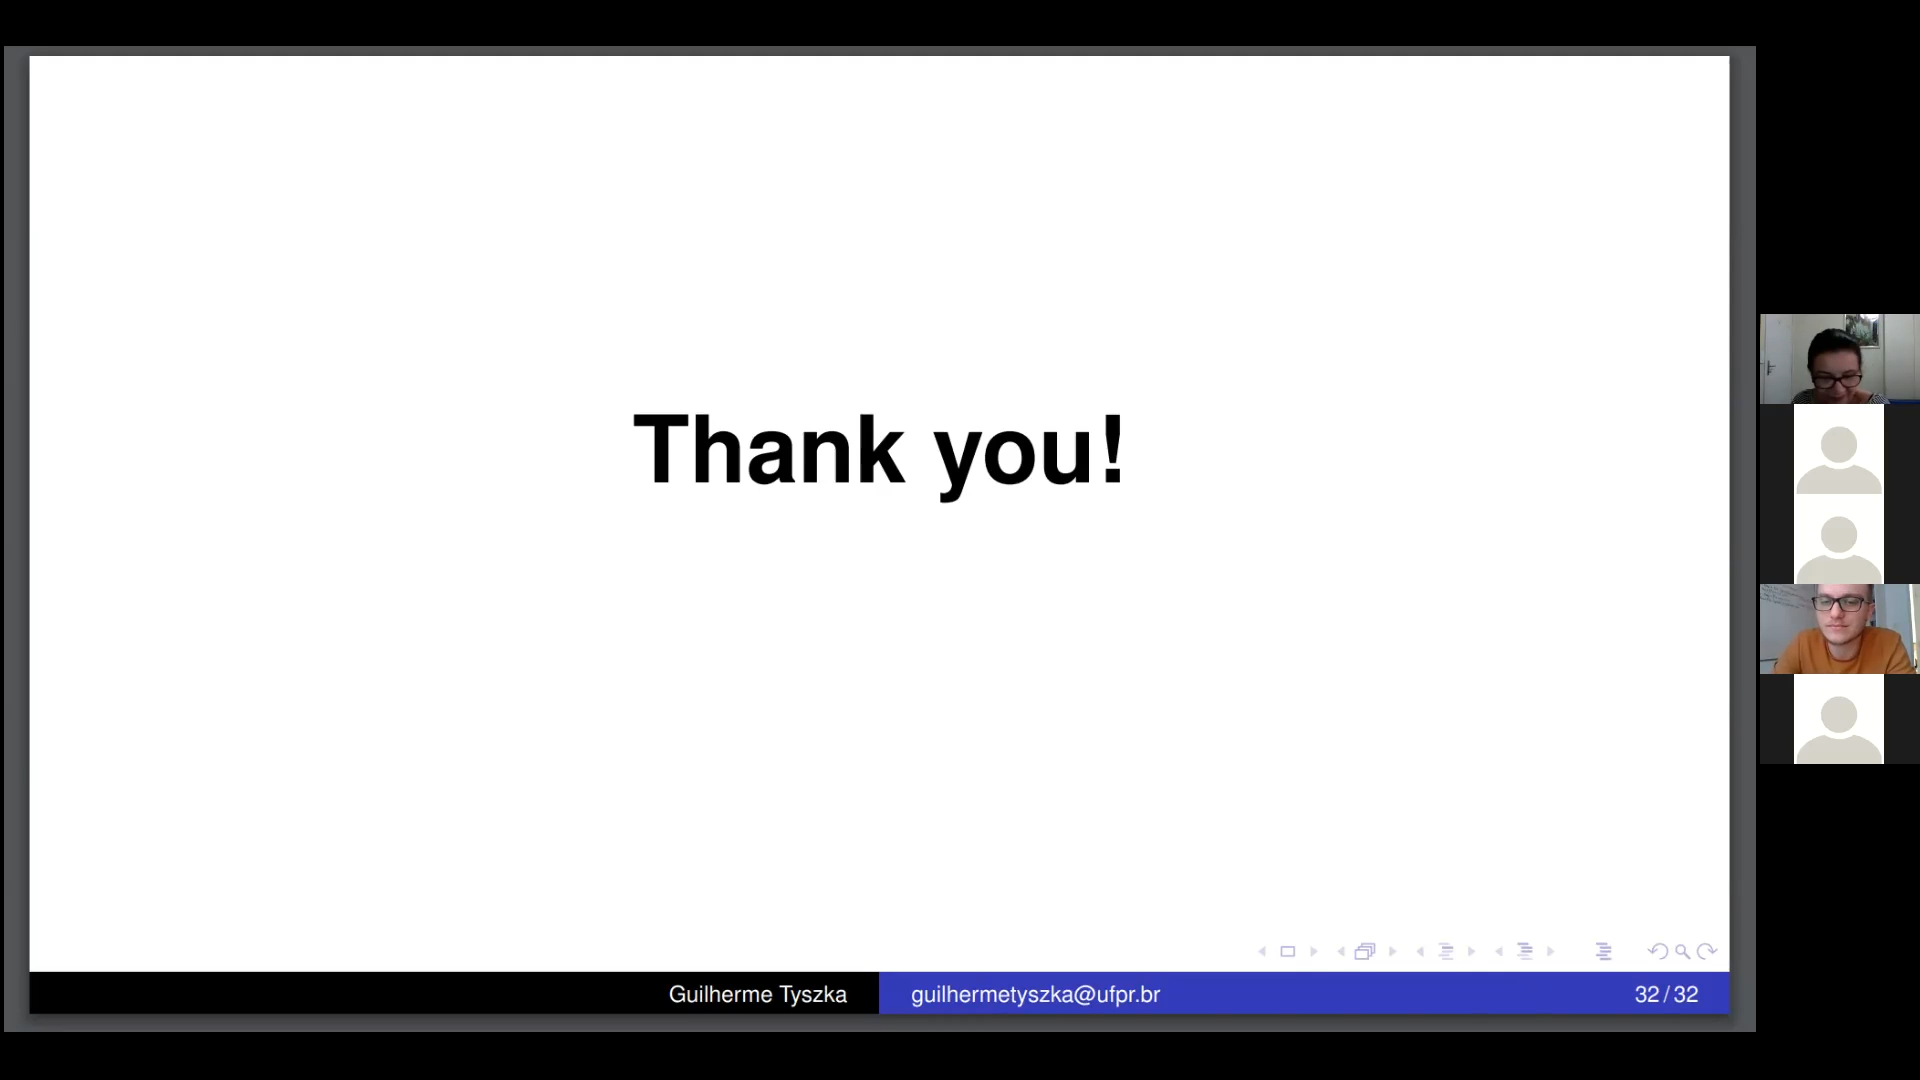 Thank you!
Guilherme Tyszka
guilhermetyszka@ufpr.br
32 / 32